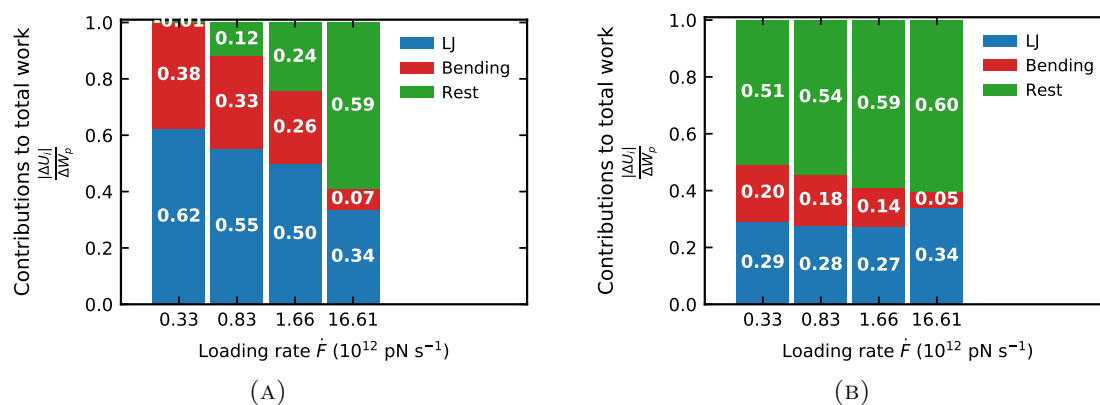 Contributions to total work
|ΔU_i| / ΔW_p
1.0
0.8
0.6
0.4
0.2
0.0
-0.01
0.38
0.62
0.12
0.33
0.55
0.24
0.26
0.50
0.59
0.07
0.34
LJ
Bending
Rest
0.33 0.83 1.66 16.61
Loading rate Ḟ (10¹² pN s⁻¹)
(A)
Contributions to total work
|ΔU_i| / ΔW_p
1.0
0.8
0.6
0.4
0.2
0.0
0.51
0.20
0.29
0.54
0.18
0.28
0.59
0.14
0.27
0.60
0.05
0.34
LJ
Bending
Rest
0.33 0.83 1.66 16.61
Loading rate Ḟ (10¹² pN s⁻¹)
(B)